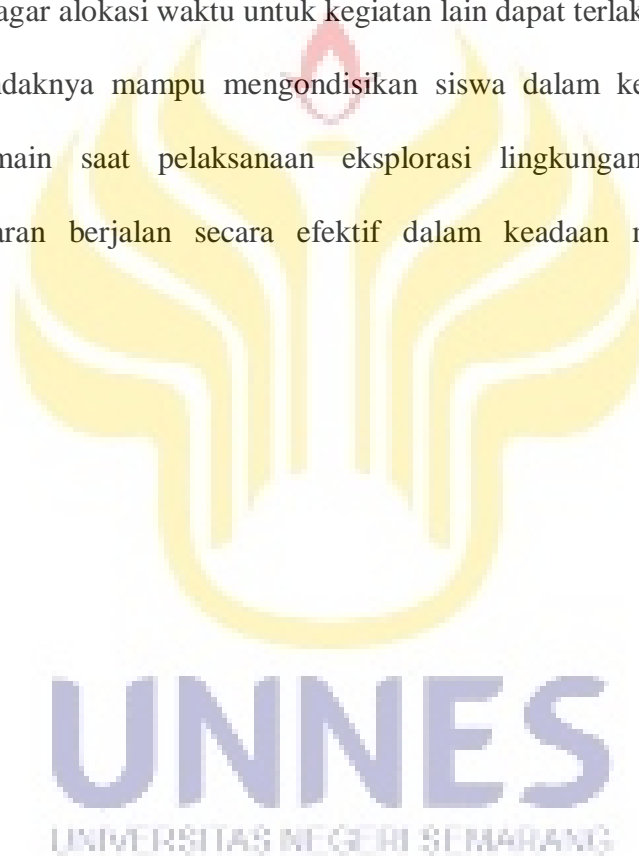 agar alokasi waktu untuk kegiatan lain dapat terlak
ndaknya mampu mengondisikan siswa dalam ke
main saat pelaksanaan eksplorasi lingkungan
aran berjalan secara efektif dalam keadaan
UNNES
UNIVERSITAS NEGERI SEMARANG